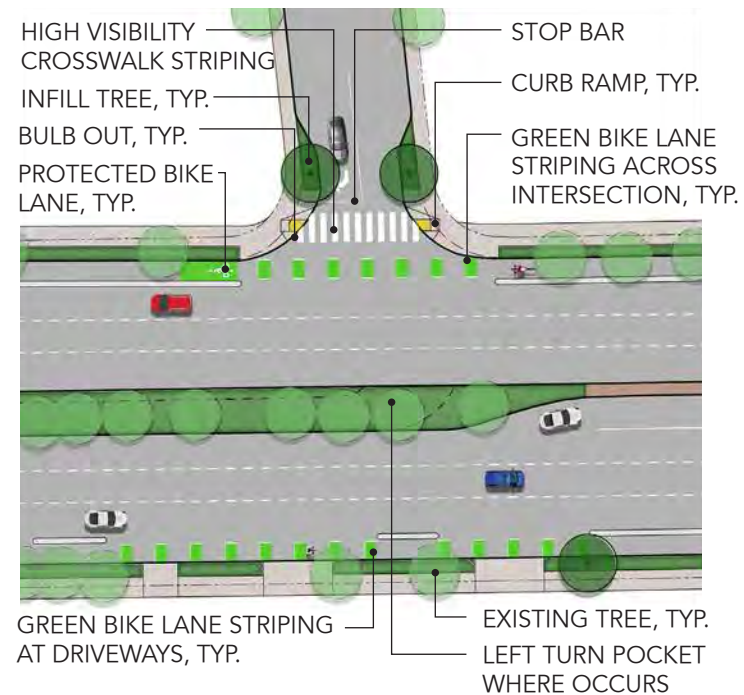 HIGH VISIBILITY
CROSSWALK STRIPING
INFILL TREE, TYP.
BULB OUT, TYP.
PROTECTED BIKE
LANE, TYP.
STOP BAR
CURB RAMP, TYP.
GREEN BIKE LANE
STRIPING ACROSS
INTERSECTION, TYP.
GREEN BIKE LANE STRIPING
AT DRIVEWAYS, TYP.
EXISTING TREE, TYP.
LEFT TURN POCKET
WHERE OCCURS